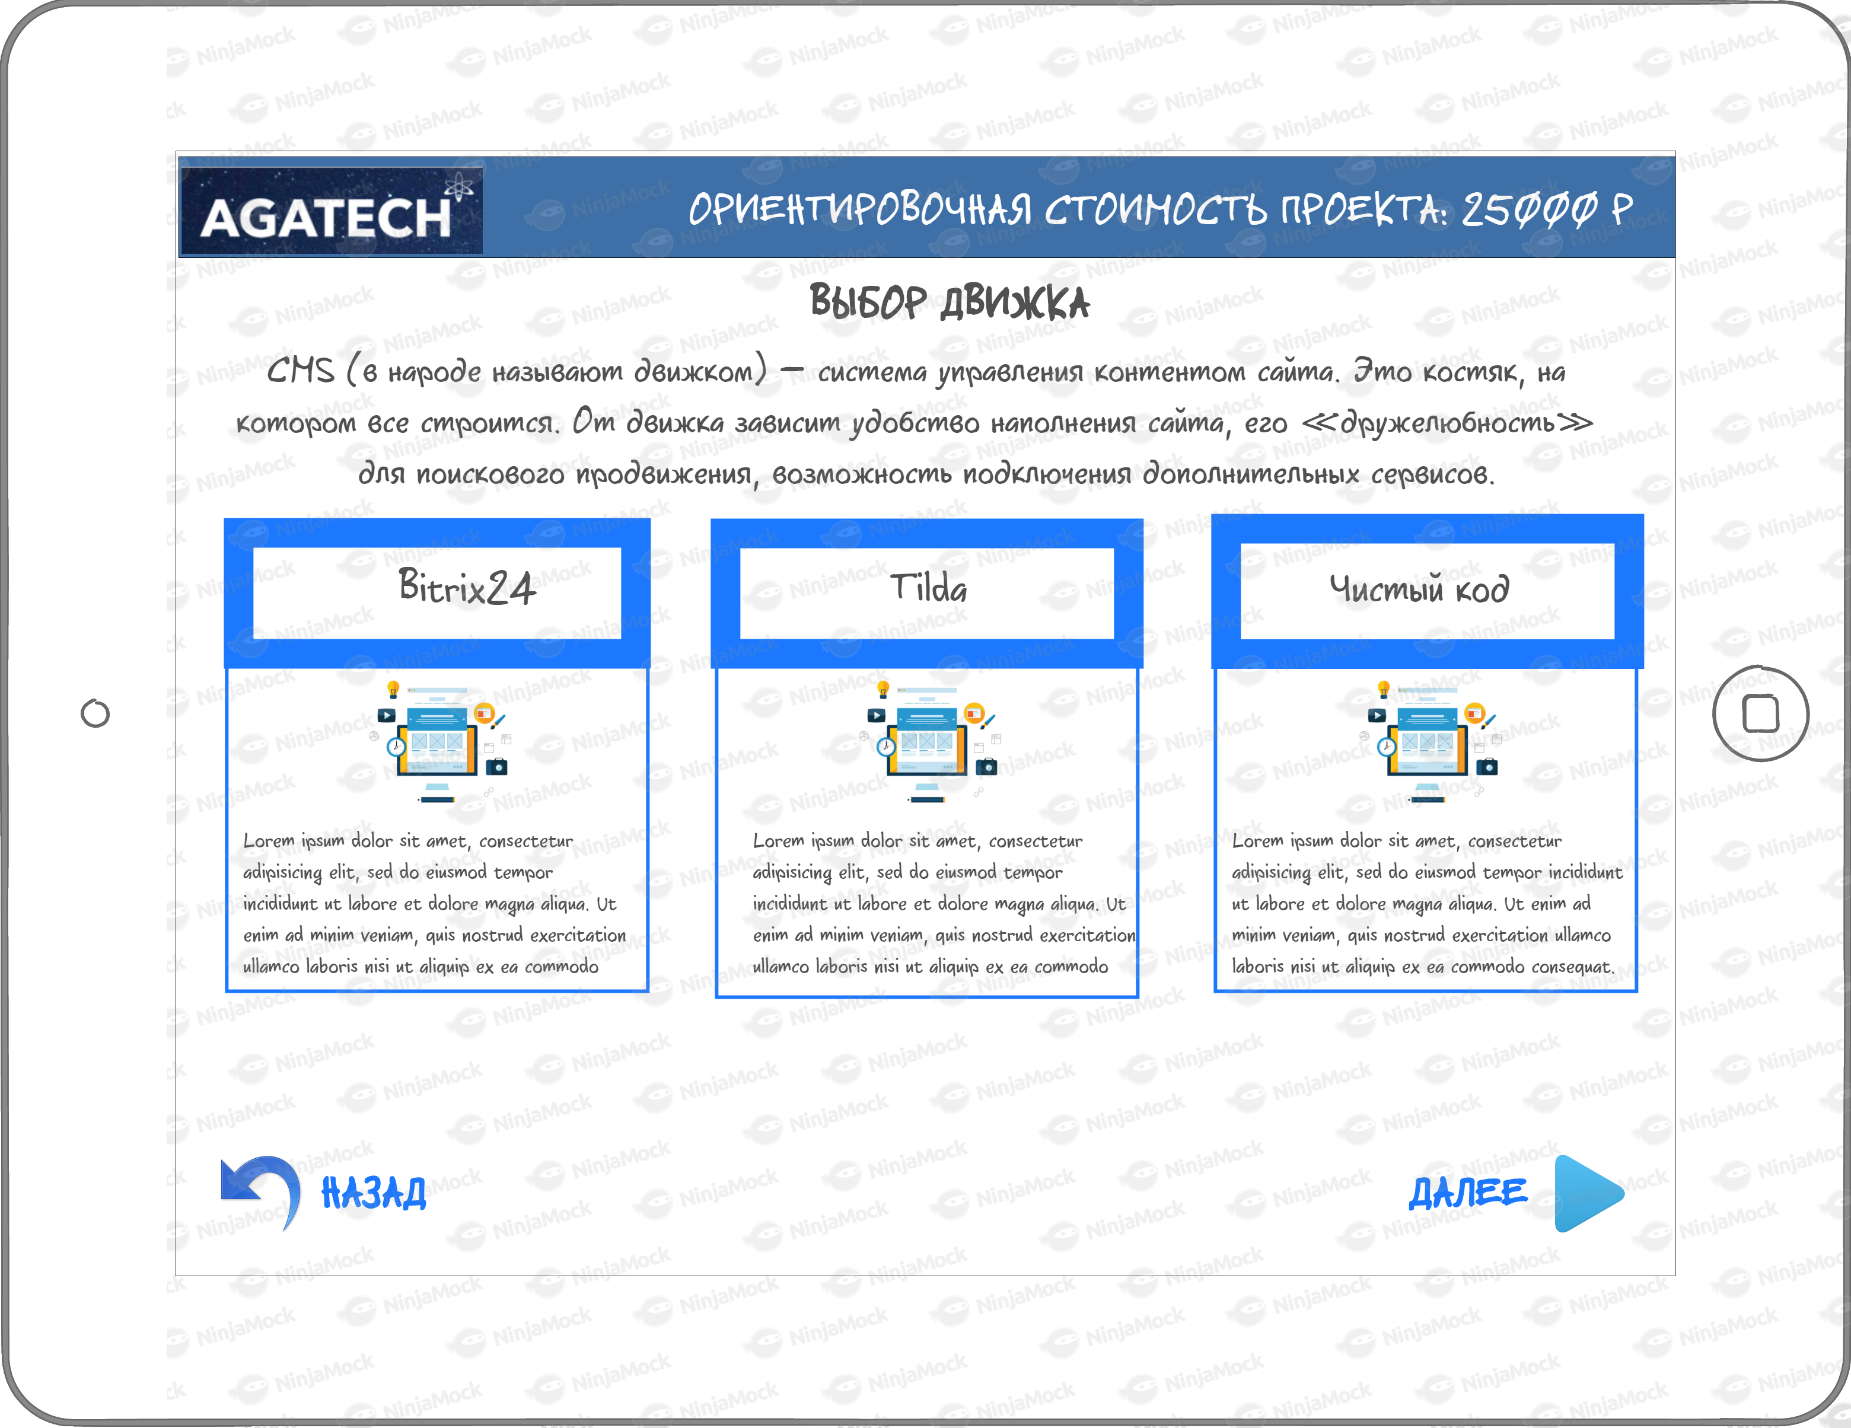 AGATECH
ОРИЕНТИРОВОЧНАЯ СТОИМОСТЬ ПРОЕКТА: 25000 Р
ВЫБОР ДВИЖКА
CMS (в народе называют движком) — система управления контентом сайта. Это костяк, на
котором все строится. От движка зависит удобство наполнения сайта, его «дружелюбность»
для поискового продвижения, возможность подключения дополнительных сервисов.
Bitrix24
Lorem ipsum dolor sit amet, consectetur
adipisicing elit, sed do eiusmod tempor
incididunt ut labore et dolore magna aliqua. Ut
enim ad minim veniam, quis nostrud exercitation
ullamco laboris nisi ut aliquip ex ea commodo
Tilda
Lorem ipsum dolor sit amet, consectetur
adipisicing elit, sed do eiusmod tempor
incididunt ut labore et dolore magna aliqua. Ut
enim ad minim veniam, quis nostrud exercitation
ullamco laboris nisi ut aliquip ex ea commodo
Чистый код
Lorem ipsum dolor sit amet, consectetur
adipisicing elit, sed do eiusmod tempor incididunt
ut labore et dolore magna aliqua. Ut enim ad
minim veniam, quis nostrud exercitation ullamco
laboris nisi ut aliquip ex ea commodo consequat.
НАЗАД
ДАЛЕЕ
NinjaMock